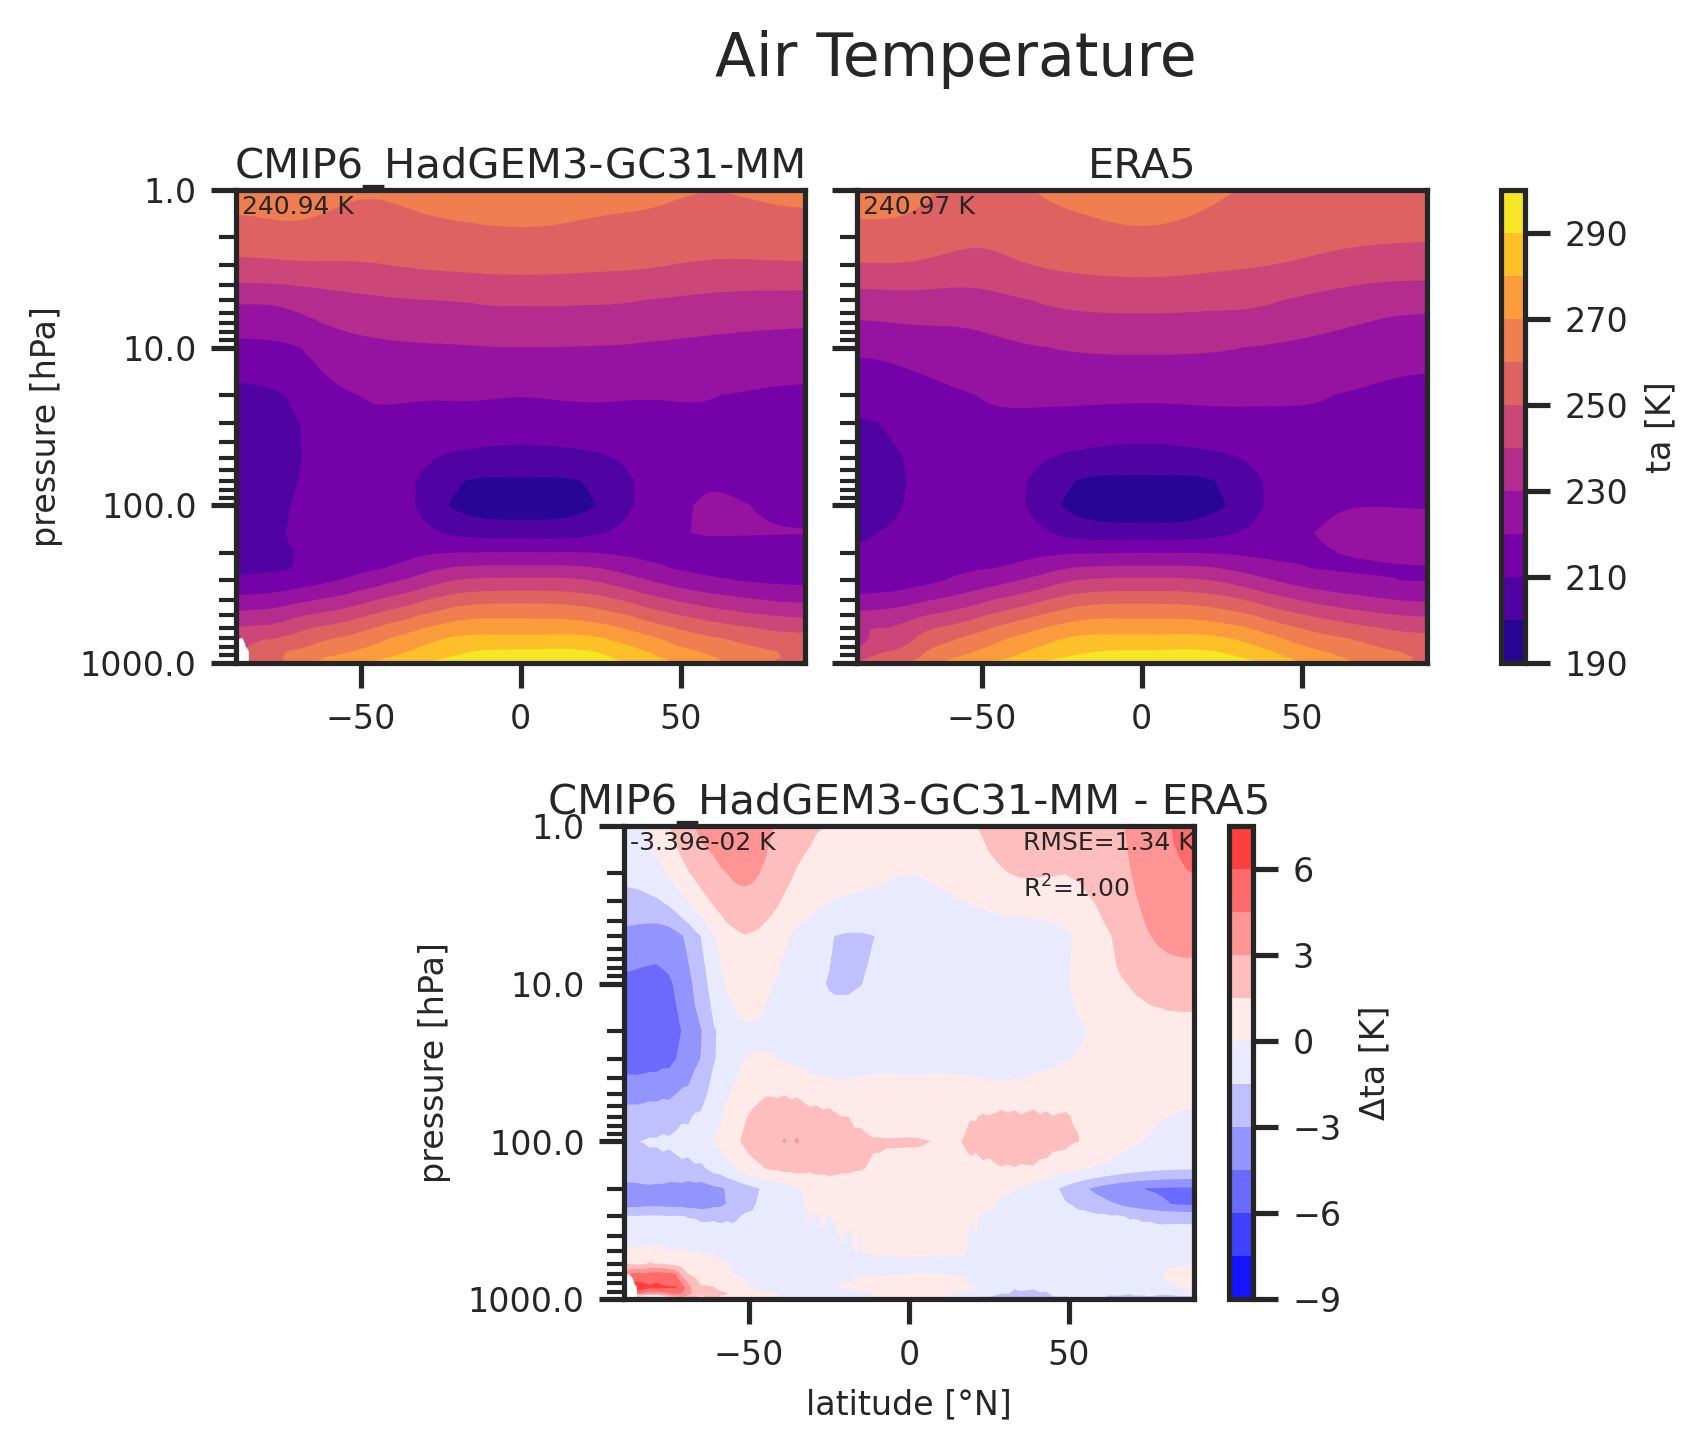 Air Temperature
CMIP6_HadGEM3-GC31-MM
ERA5
240.94 K
240.97 K
1.0
10.0
100.0
1000.0
pressure [hPa]
−50 0 50
−50 0 50
290
270
250
230
210
190
ta [K]
CMIP6_HadGEM3-GC31-MM - ERA5
-3.39e-02 K
RMSE=1.34 K
R²=1.00
1.0
10.0
100.0
1000.0
pressure [hPa]
−50 0 50
latitude [°N]
6
3
0
−3
−6
−9
Δta [K]